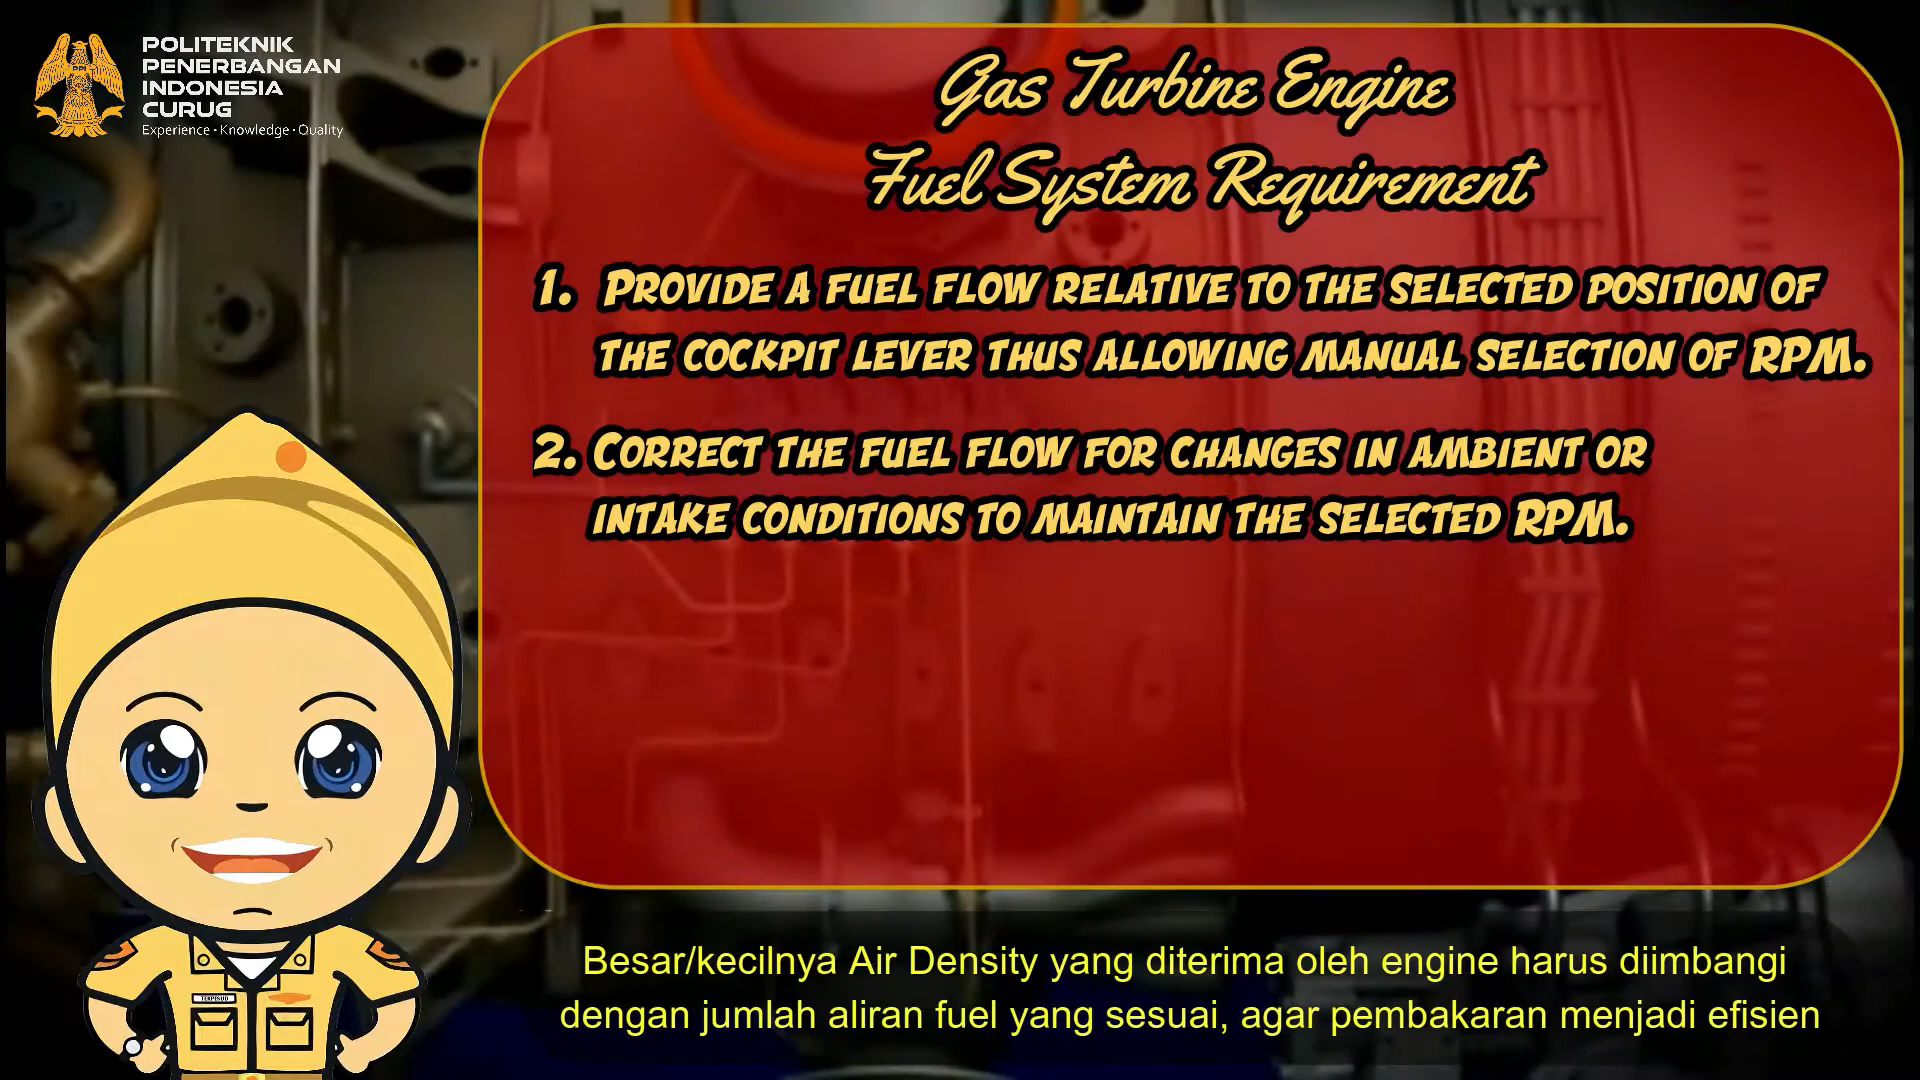 POLITEKNIK
PENERBANGAN
INDONESIA
CURUG
Experience · Knowledge · Quality
Gas Turbine Engine
Fuel System Requirement
1. Provide a fuel flow relative to the selected position of
the cockpit lever thus allowing manual selection of RPM.
2. Correct the fuel flow for changes in ambient or
intake conditions to maintain the selected RPM.
Besar/kecilnya Air Density yang diterima oleh engine harus diimbangi
dengan jumlah aliran fuel yang sesuai, agar pembakaran menjadi efisien